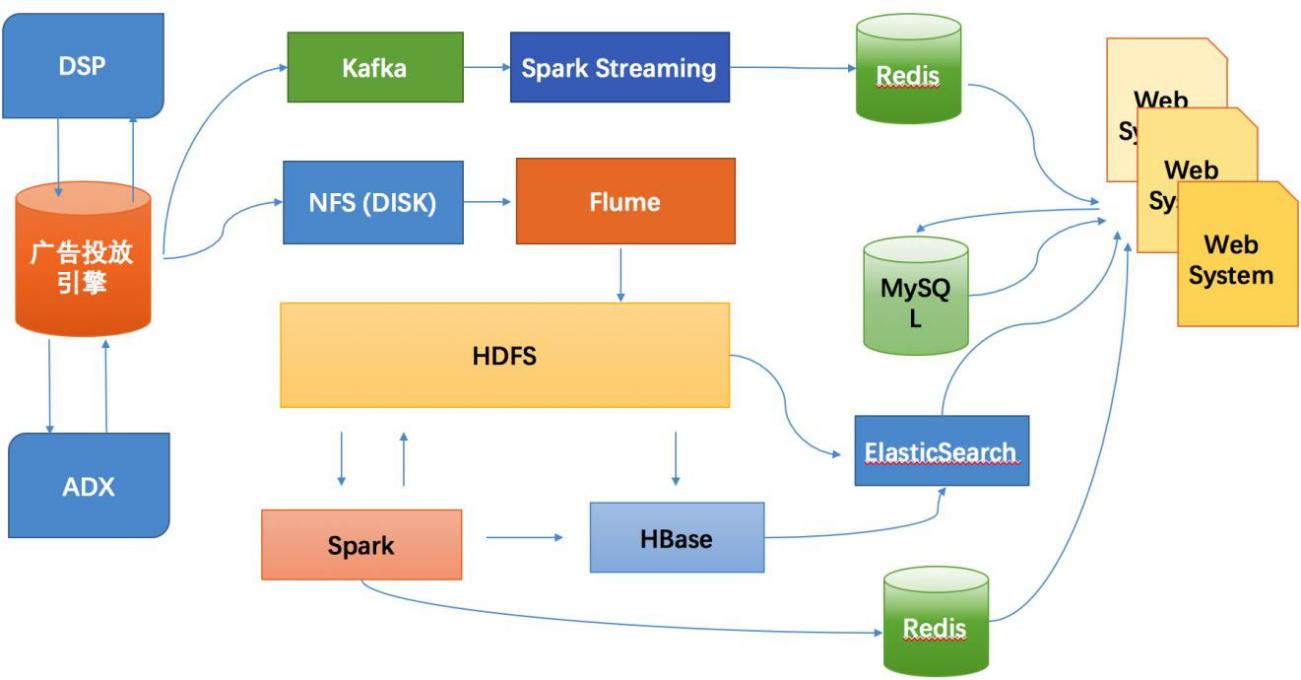 DSP
Kafka
Spark Streaming
Redis
Web
Sy
Web
Sy
Web
System
NFS (DISK)
Flume
广告投放
引擎
MySQ
L
HDFS
ElasticSearch
ADX
Spark
HBase
Redis